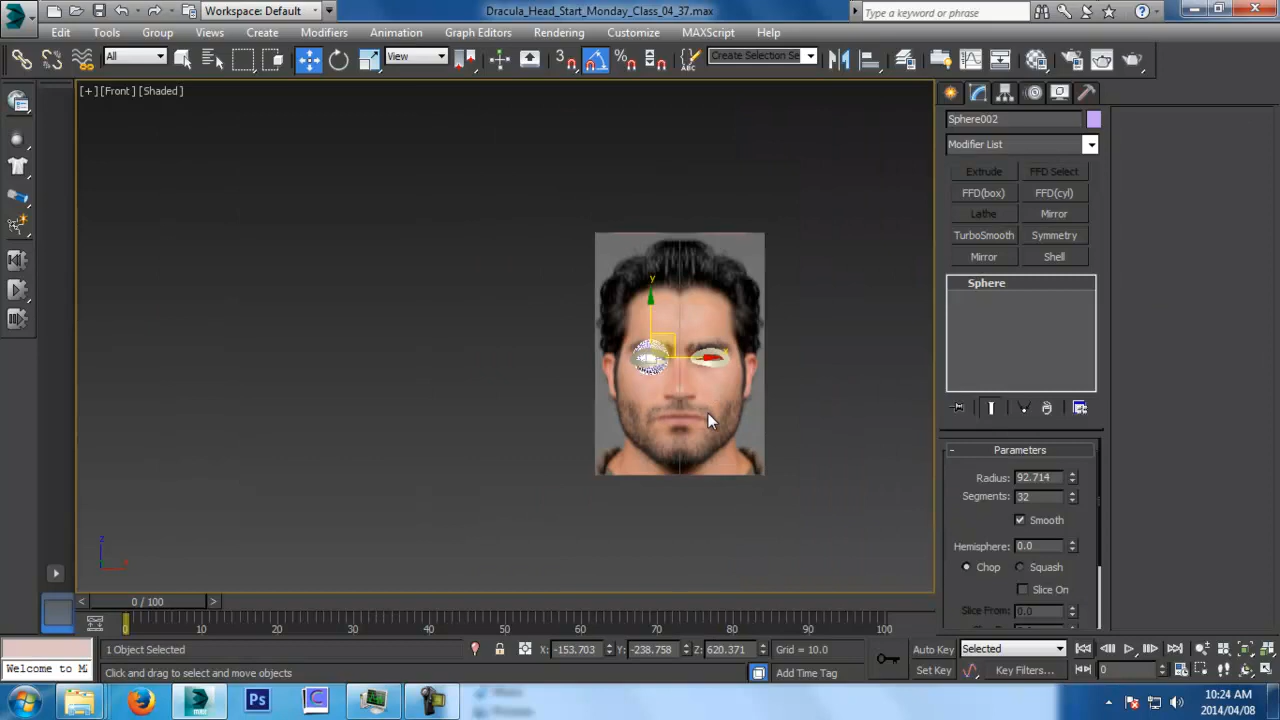 Workspace: Default
Dracula_Head_Start_Monday_Class_04_37.max
Type a keyword or phrase
Edit Tools Group Views Create Modifiers Animation Graph Editors Rendering Customize MAXScript Help
All View 3 Create Selection Se
[+] [Front] [Shaded]
Sphere002
Modifier List
Extrude FFD Select
FFD(box) FFD(cyl)
Lathe Mirror
TurboSmooth Symmetry
Mirror Shell
Sphere
y
Parameters
Radius: 92.714
Segments: 32
Smooth
Hemisphere: 0.0
Chop Squash
Slice On
Slice From: 0.0
z
0 / 100
0 10 20 30 40 50 60 70 80 90 100
1 Object Selected X: -153.703 Y: -238.758 Z: 620.371 Grid = 10.0 Auto Key Selected
Welcome to M Click and drag to select and move objects Add Time Tag Set Key Key Filters... 0
Ps
10:24 AM
2014/04/08